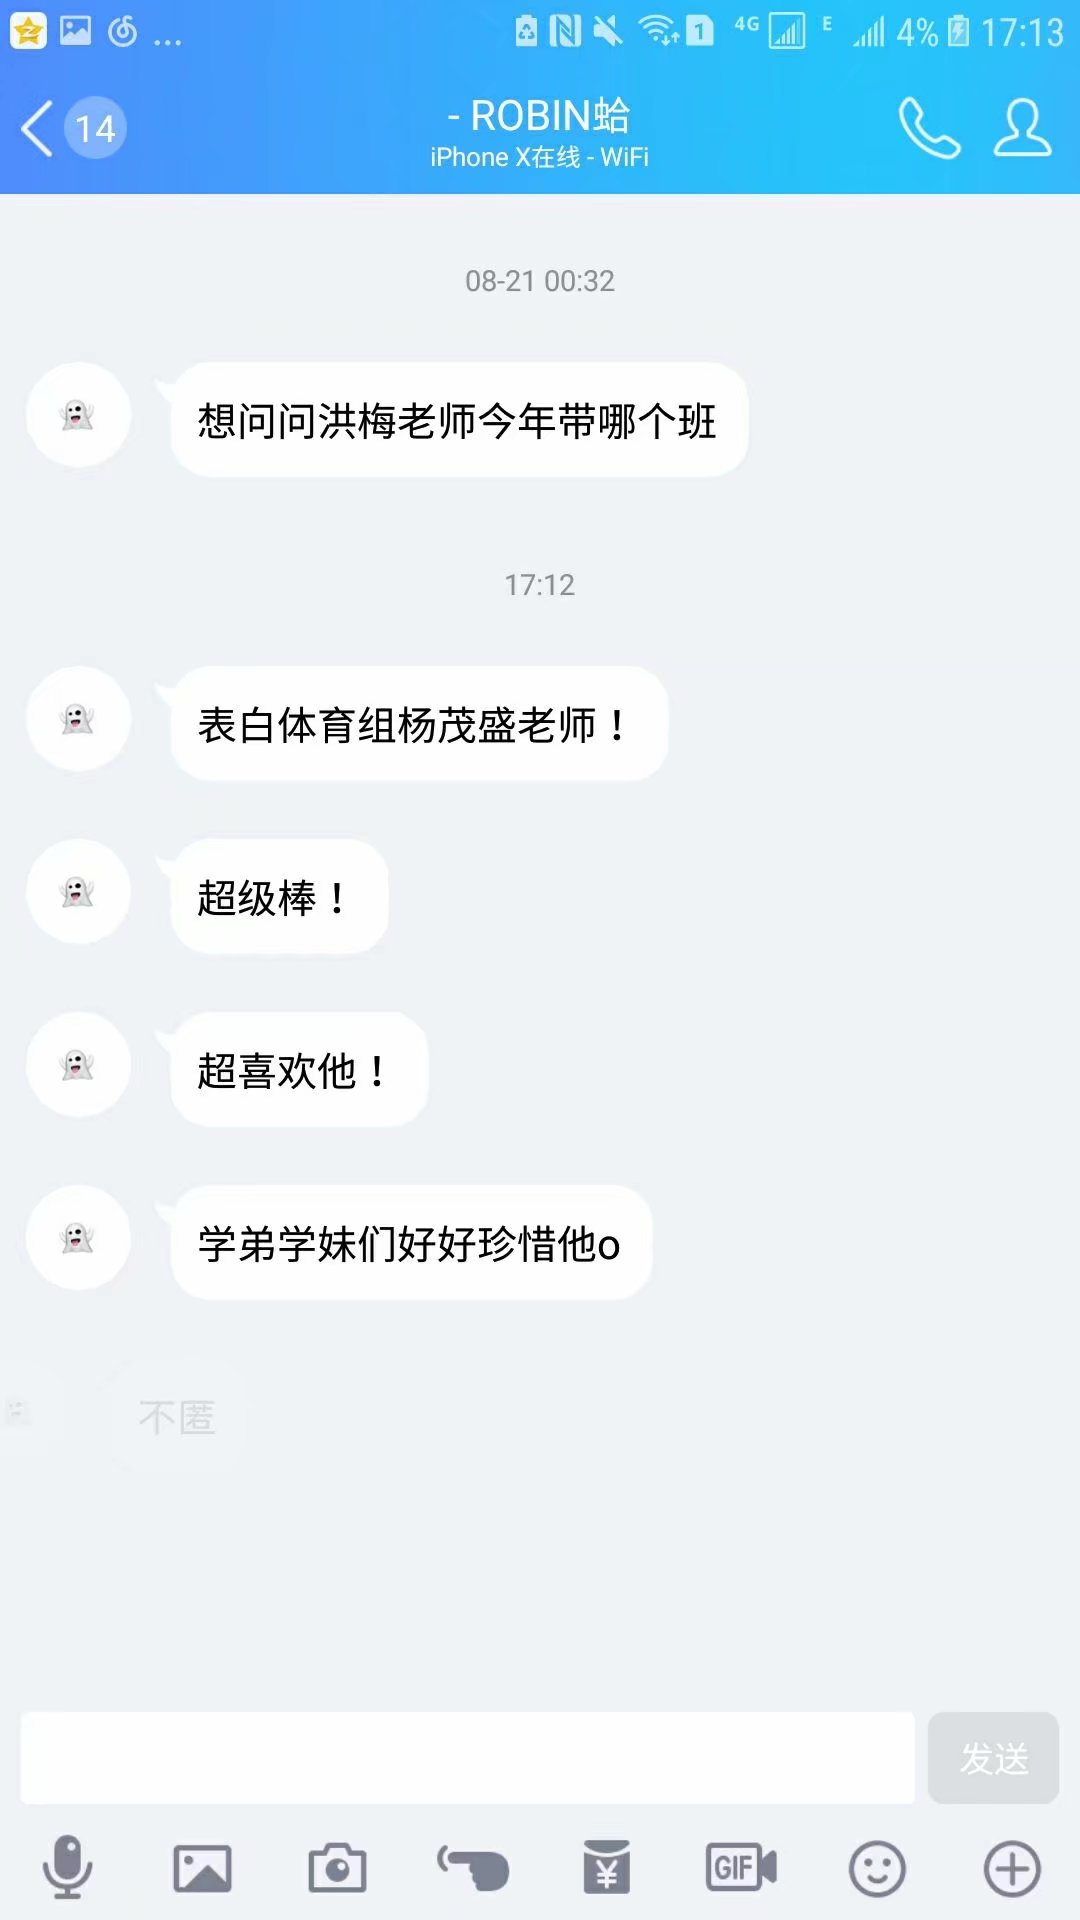 1 4G E 4% 17:13
14
- ROBIN蛤
iPhone X在线 - WiFi
08-21 00:32
想问问洪梅老师今年带哪个班
17:12
表白体育组杨茂盛老师！
超级棒！
超喜欢他！
学弟学妹们好好珍惜他o
不匿
发送
¥ GIF